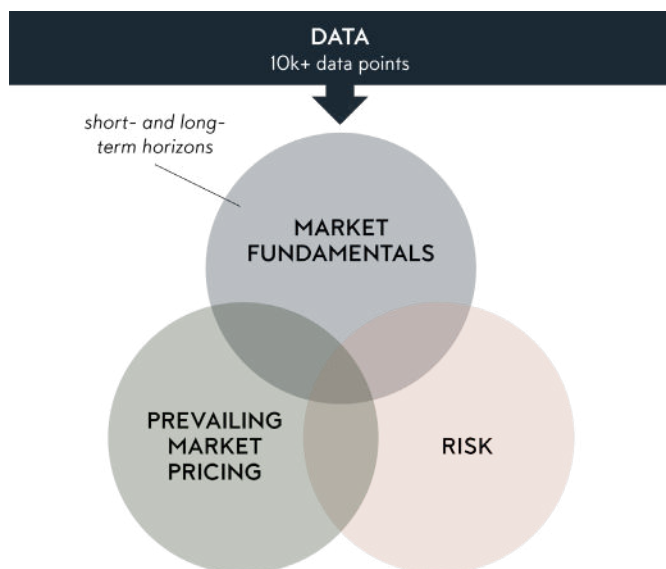 DATA
10k+ data points
short- and long-
term horizons
MARKET
FUNDAMENTALS
PREVAILING
MARKET
PRICING
RISK